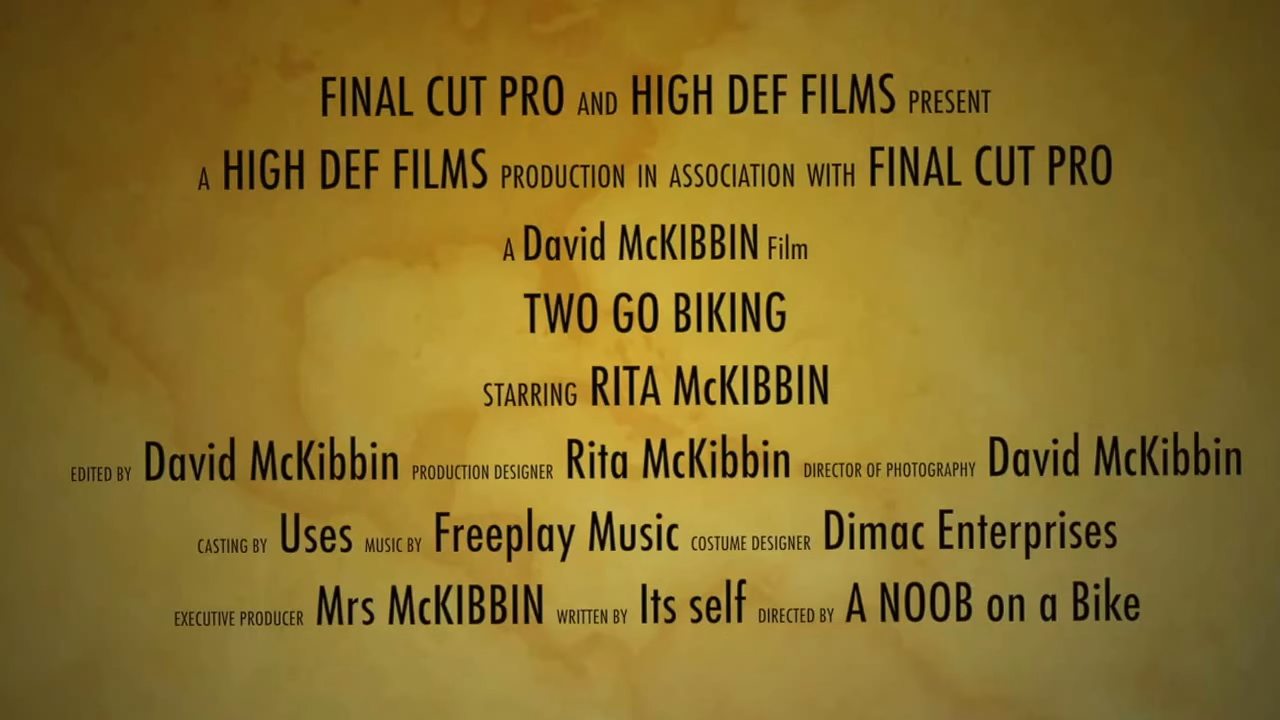 FINAL CUT PRO AND HIGH DEF FILMS PRESENT
A HIGH DEF FILMS PRODUCTION IN ASSOCIATION WITH FINAL CUT PRO
A David McKIBBIN Film
TWO GO BIKING
STARRING RITA McKIBBIN
EDITED BY David McKibbin PRODUCTION DESIGNER Rita McKibbin DIRECTOR OF PHOTOGRAPHY David McKibbin
CASTING BY Uses MUSIC BY Freeplay Music COSTUME DESIGNER Dimac Enterprises
EXECUTIVE PRODUCER Mrs McKIBBIN WRITTEN BY Its self DIRECTED BY A NOOB on a Bike